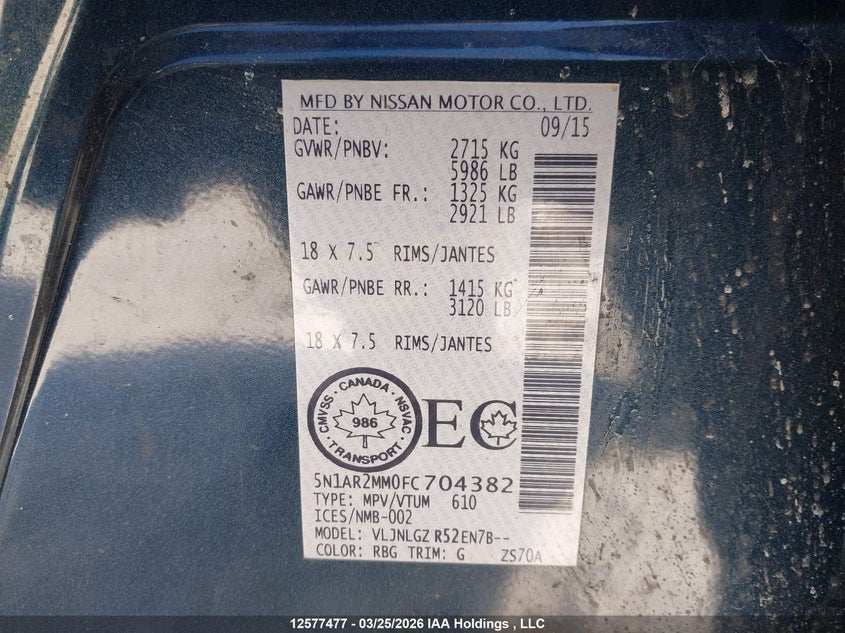 MFD BY NISSAN MOTOR CO., LTD.
DATE: 09/15
GVWR/PNBV: 2715 KG
5986 LB
GAWR/PNBE FR.: 1325 KG
2921 LB
18 X 7.5 RIMS/JANTES
GAWR/PNBE RR.: 1415 KG
3120 LB
18 X 7.5 RIMS/JANTES
CANADA · NSVAC · TRANSPORT · CMVSS ·
986
EC
5N1AR2MM0FC704382
TYPE: MPV/VTUM 610
ICES/NMB-002
MODEL: VLJNLGZ R52EN7B--
COLOR: RBG TRIM: G ZS70A
12577477 - 03/25/2026 IAA Holdings , LLC